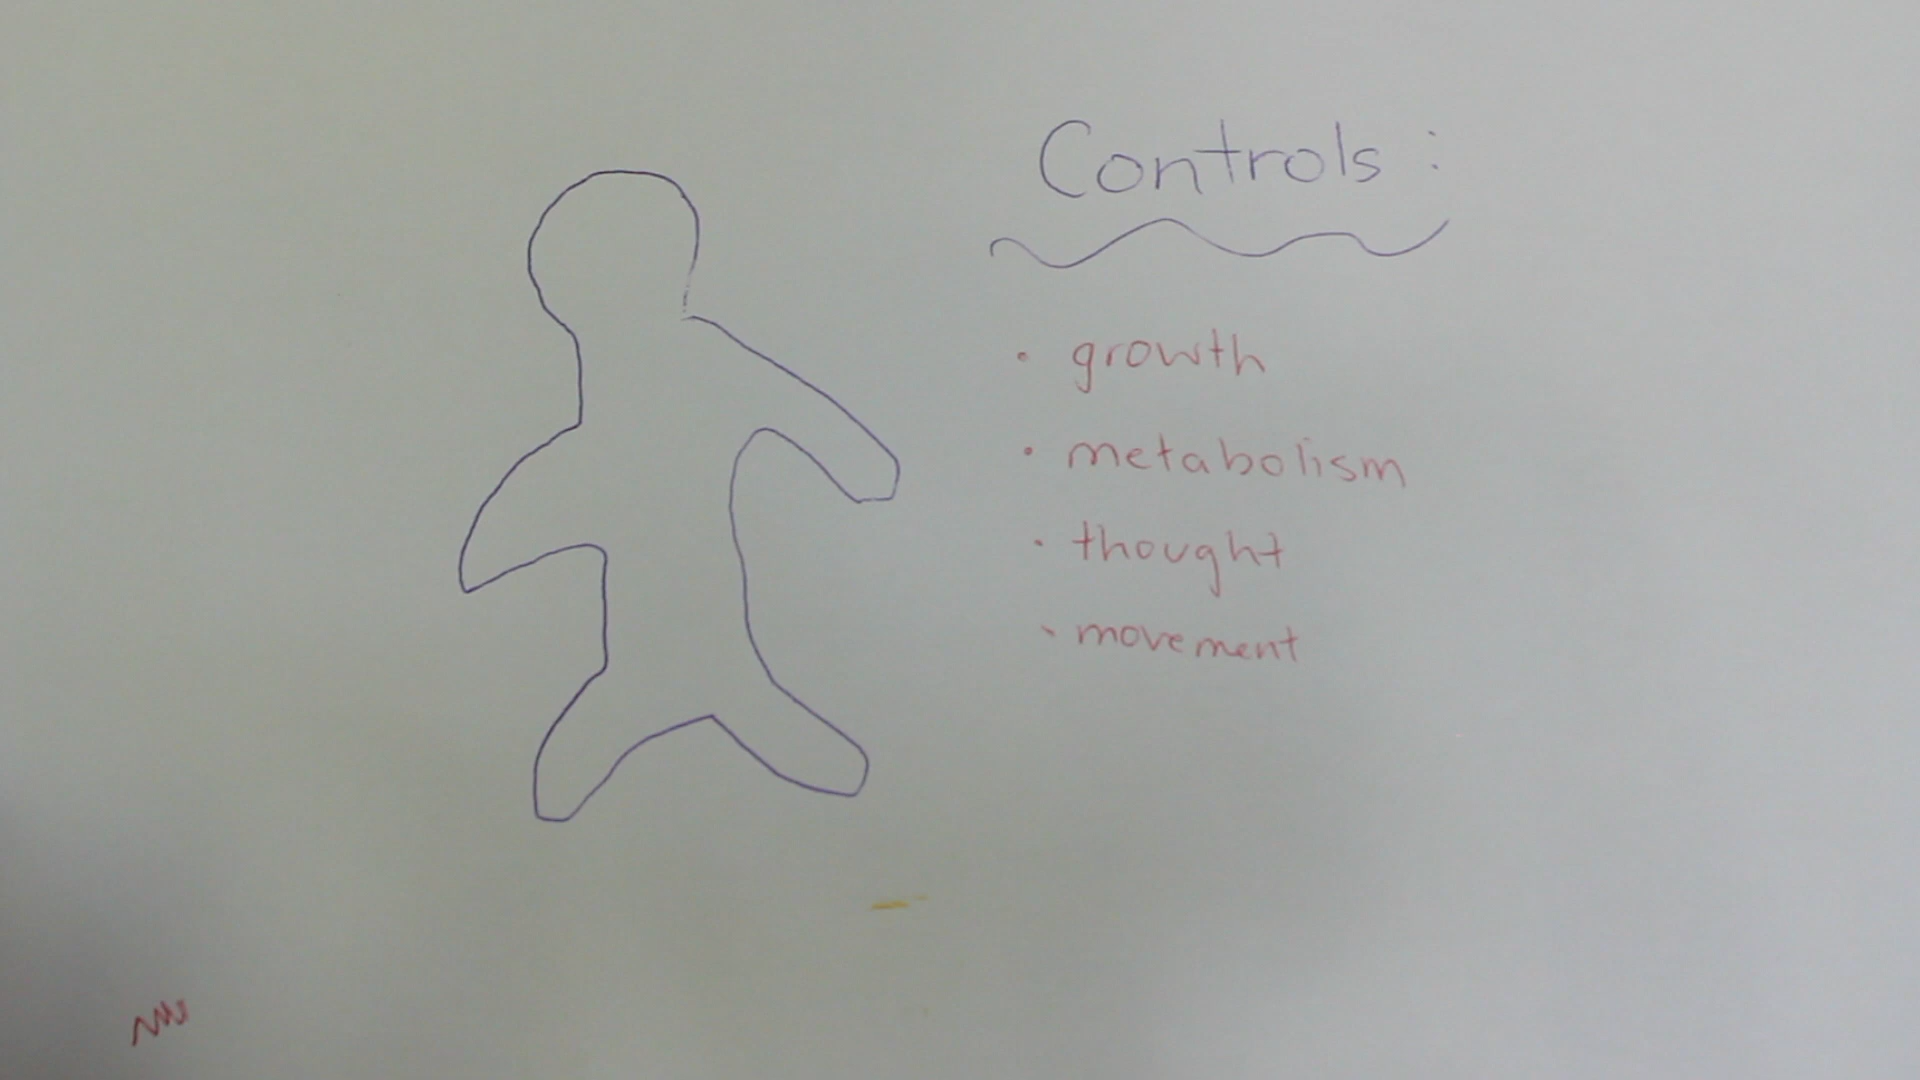 Controls :
• growth
• metabolism
• thought
• movement